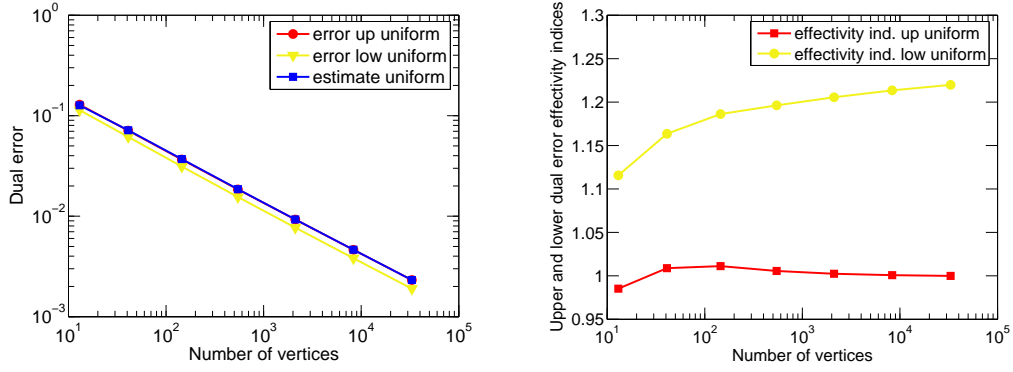 10^0
10^-1
10^-2
10^-3
10^1
10^2
10^3
10^4
10^5
Number of vertices
Dual error
error up uniform
error low uniform
estimate uniform
1.3
1.25
1.2
1.15
1.1
1.05
1
0.95
10^1
10^2
10^3
10^4
10^5
Number of vertices
Upper and lower dual error effectivity indices
effectivity ind. up uniform
effectivity ind. low uniform